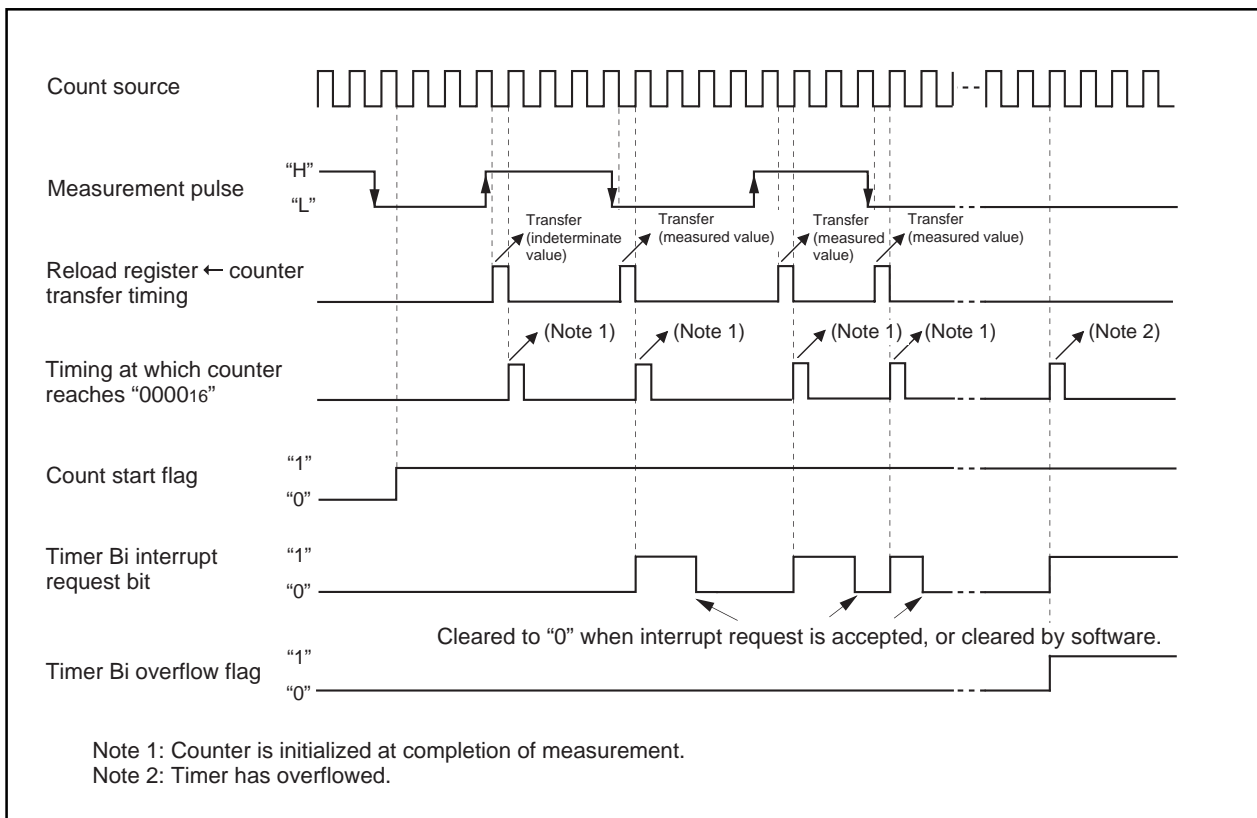 Count source
“H”
Measurement pulse
“L”
Transfer
(indeterminate
value)
Transfer
(measured value)
Transfer
(measured
value)
Transfer
(measured value)
Reload register ← counter
transfer timing
(Note 1)
(Note 1)
(Note 1)
(Note 1)
(Note 2)
Timing at which counter
reaches “000016”
Count start flag
“1”
“0”
Timer Bi interrupt
request bit
“1”
“0”
Cleared to “0” when interrupt request is accepted, or cleared by software.
Timer Bi overflow flag
“1”
“0”
Note 1: Counter is initialized at completion of measurement.
Note 2: Timer has overflowed.